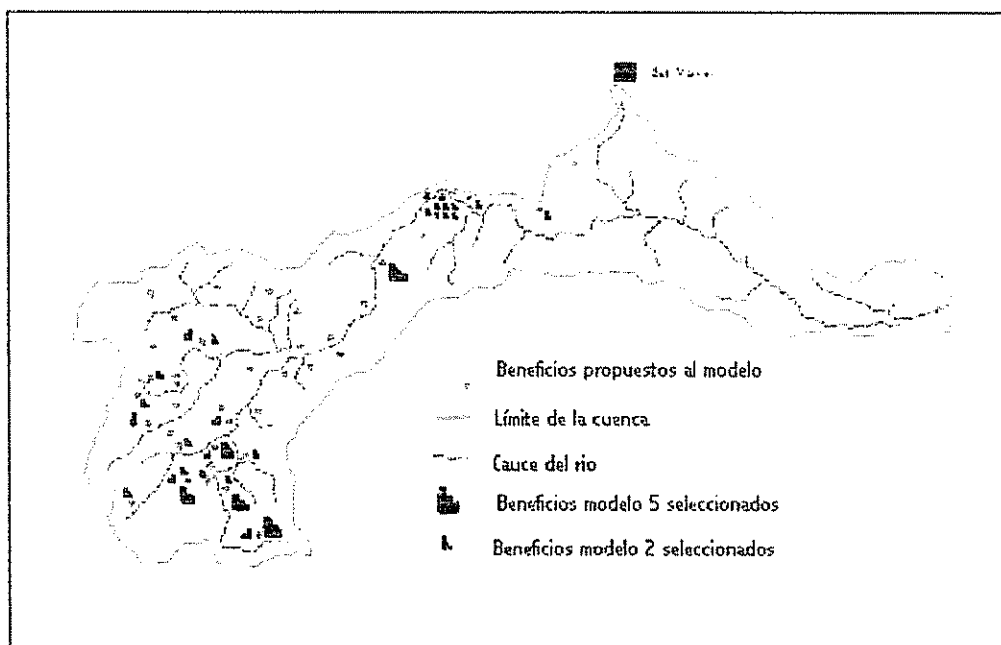 Beneficios propuestos al modelo
Límite de la cuenca
Cauce del rio
Beneficios modelo 5 seleccionados
Beneficios modelo 2 seleccionados